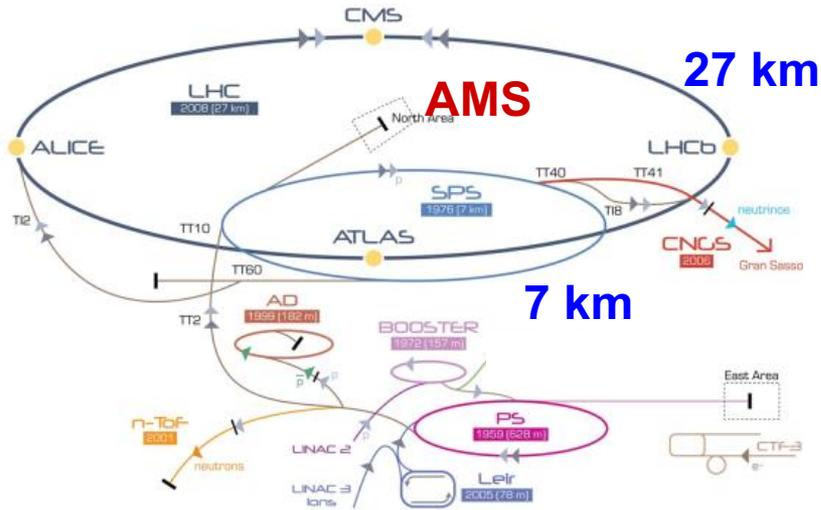 CMS
27 km
LHC
2008 (27 km)
AMS
North Area
ALICE
LHCb
TT40
TT41
SPS
1976 (7 km)
p
TI2
TI8
neutrinos
TT10
ATLAS
CNGS
2006
Gran Sasso
TT60
7 km
AD
1999 (182 m)
TT2
BOOSTER
1972 (157 m)
p̅
p
East Area
n-ToF
2001
PS
1959 (628 m)
p
LINAC 2
CTF-3
e-
neutrons
LINAC 3
Ions
Leir
2005 (78 m)